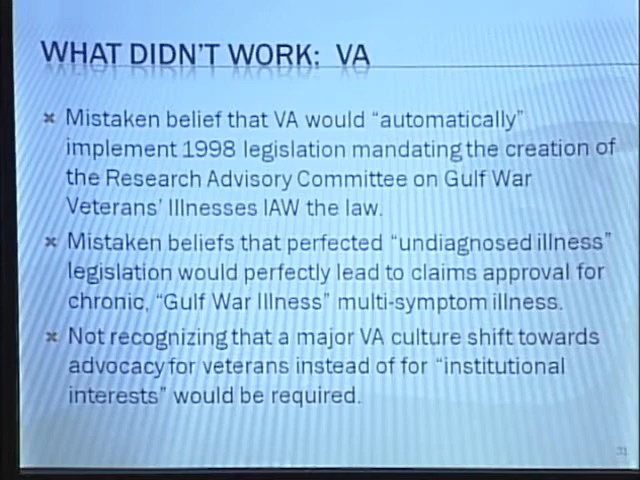 WHAT DIDN'T WORK: VA
Mistaken belief that VA would "automatically"
implement 1998 legislation mandating the creation of
the Research Advisory Committee on Gulf War
Veterans' Illnesses IAW the law.
Mistaken beliefs that perfected "undiagnosed illness"
legislation would perfectly lead to claims approval for
chronic, "Gulf War Illness" multi-symptom illness.
Not recognizing that a major VA culture shift towards
advocacy for veterans instead of for "institutional
interests" would be required.
31